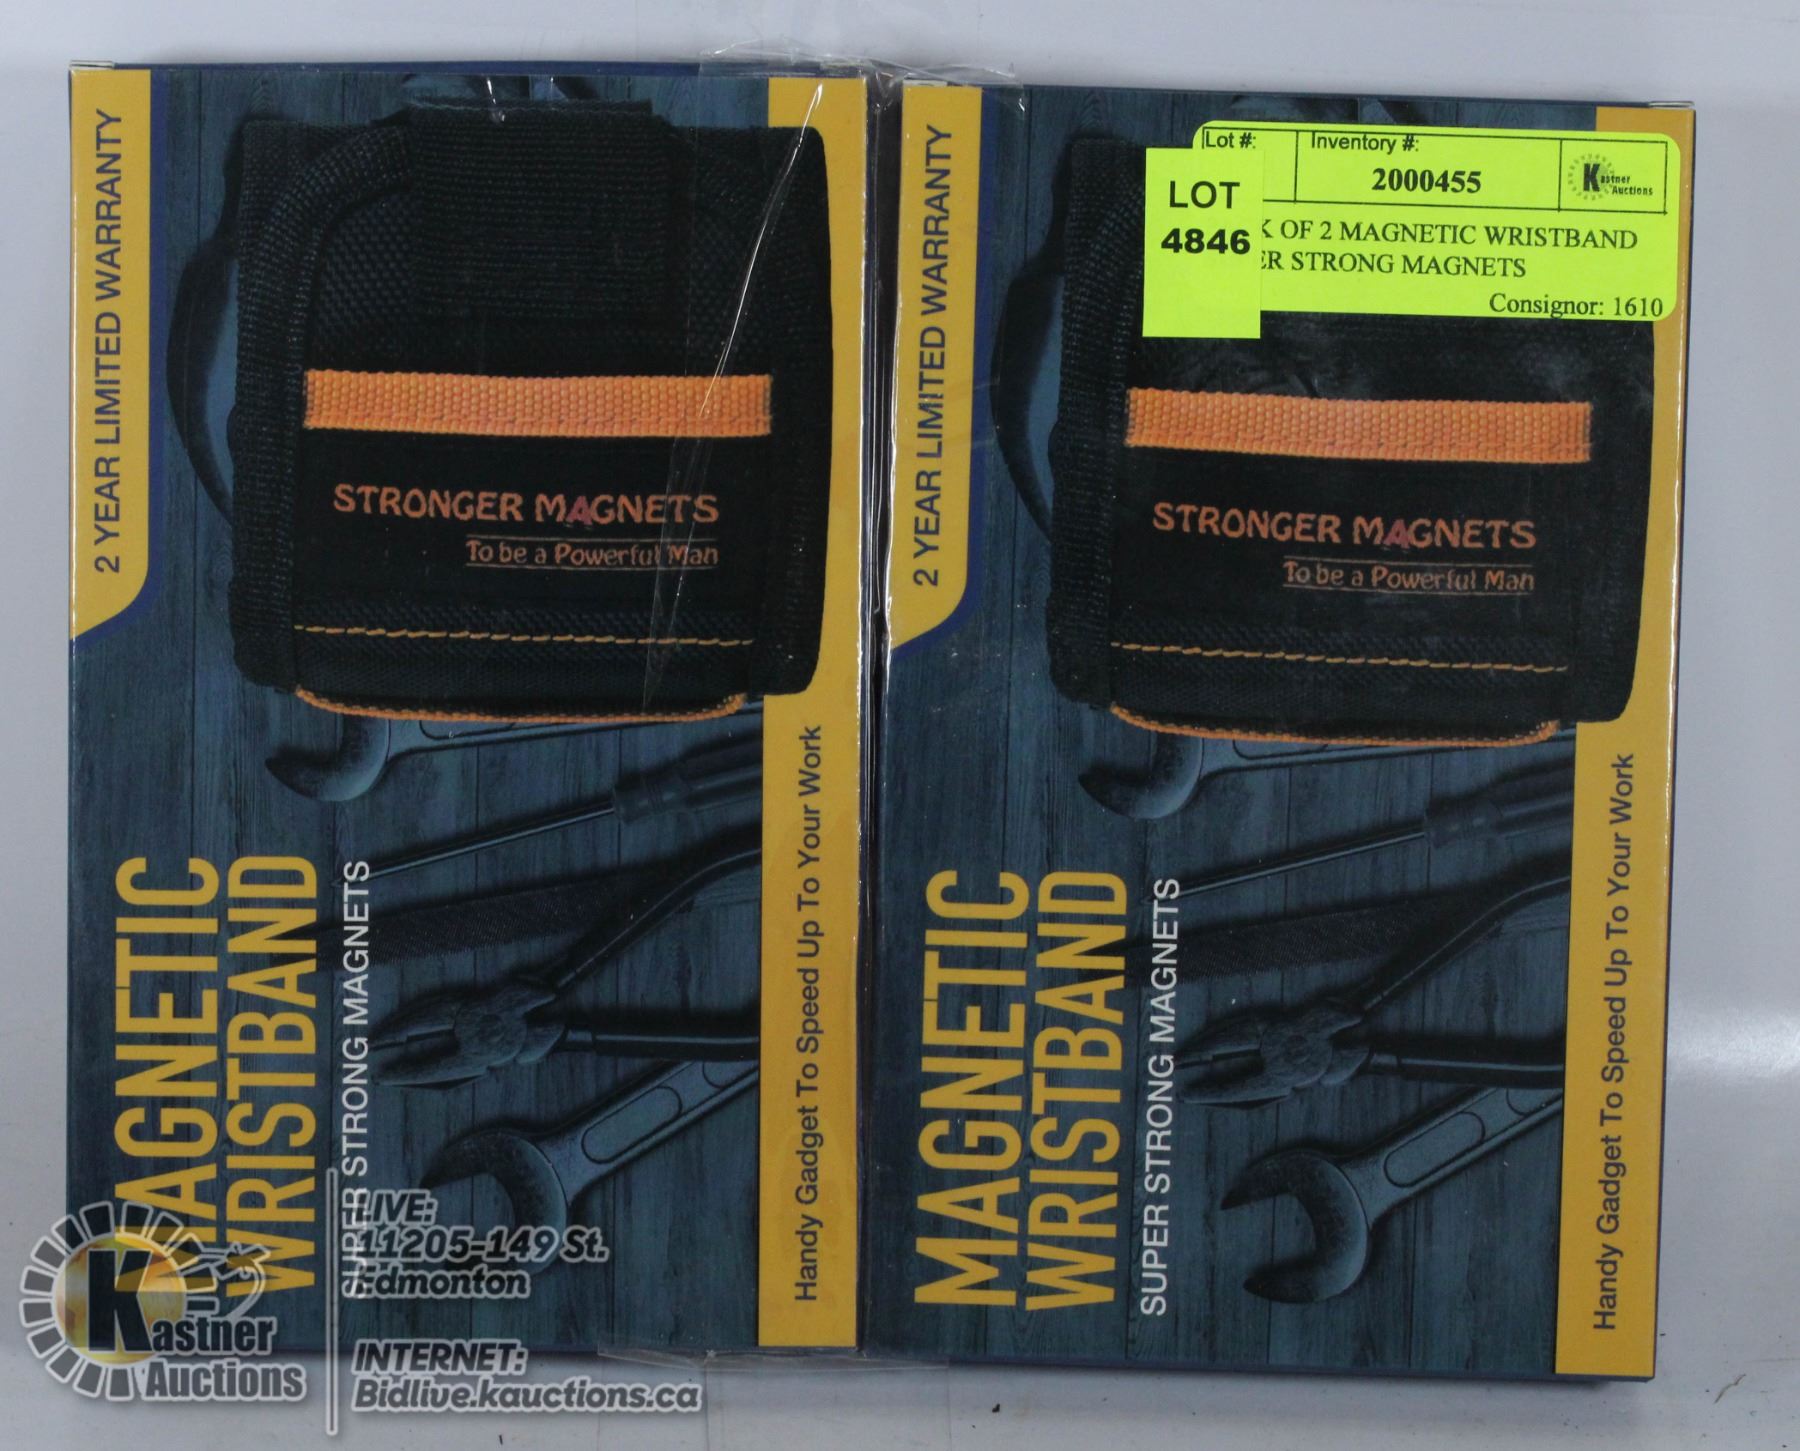 2 YEAR LIMITED WARRANTY
STRONGER MAGNETS
To be a Powerful Man
MAGNETIC
WRISTBAND
SUPER STRONG MAGNETS
Handy Gadget To Speed Up To Your Work
2 YEAR LIMITED WARRANTY
Lot #:
Inventory #:
2000455
Kastner
Auctions
LOT
4846
K OF 2 MAGNETIC WRISTBAND
ER STRONG MAGNETS
Consignor: 1610
STRONGER MAGNETS
To be a Powerful Man
MAGNETIC
WRISTBAND
SUPER STRONG MAGNETS
Handy Gadget To Speed Up To Your Work
Kastner
Auctions
LIVE:
11205-149 St.
Edmonton
INTERNET:
Bidlive.kauctions.ca